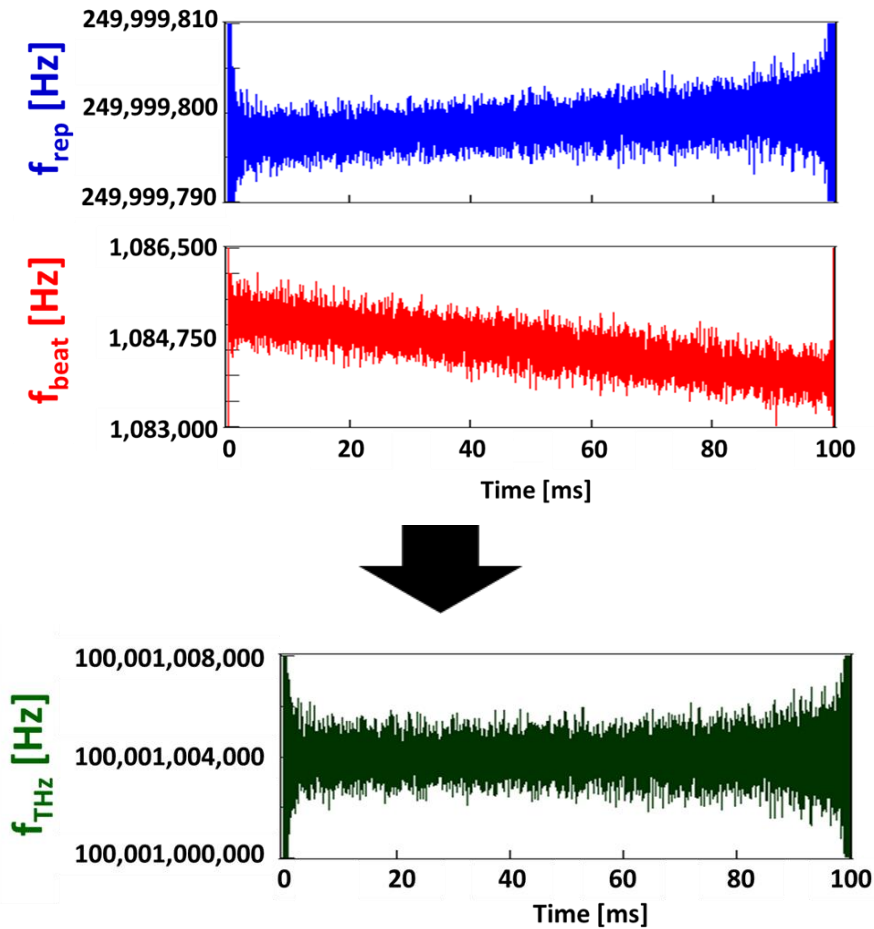 249,999,810
249,999,800
249,999,790
f_rep [Hz]
1,086,500
1,084,750
1,083,000
f_beat [Hz]
0 20 40 60 80 100
Time [ms]
100,001,008,000
100,001,004,000
100,001,000,000
f_THz [Hz]
0 20 40 60 80 100
Time [ms]